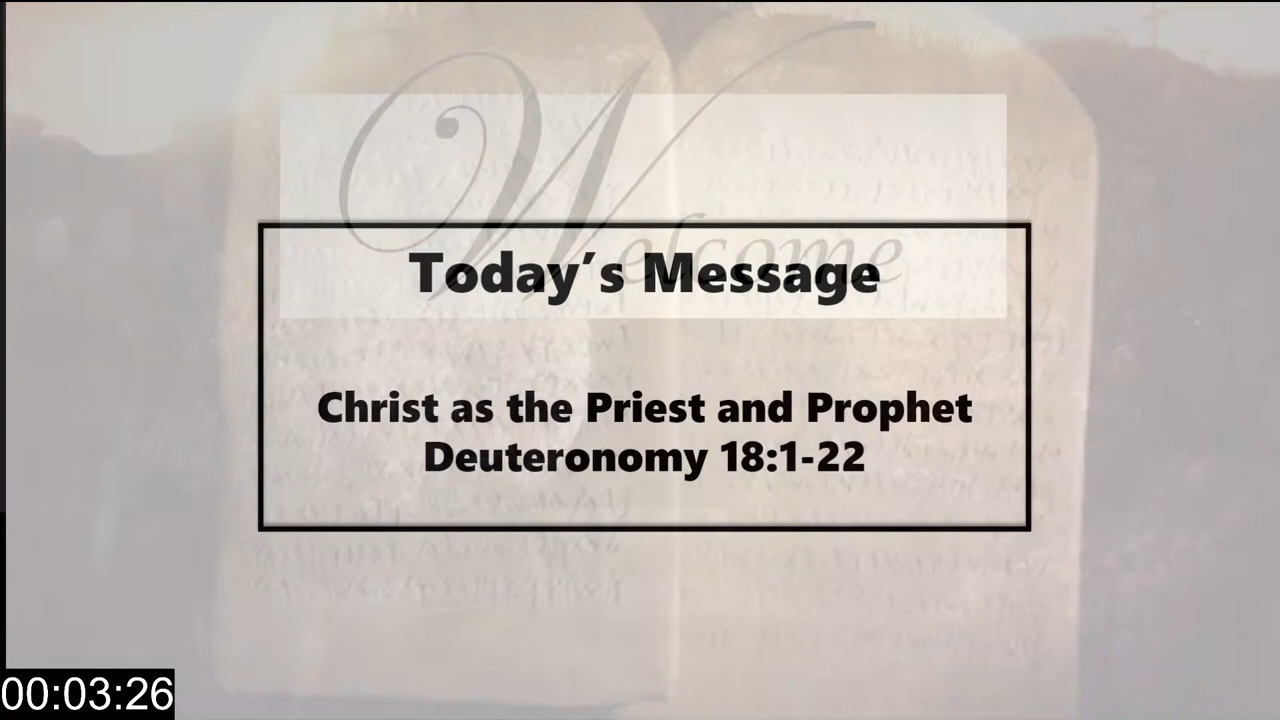 Welcome
Today’s Message
Christ as the Priest and Prophet
Deuteronomy 18:1-22
00:03:26